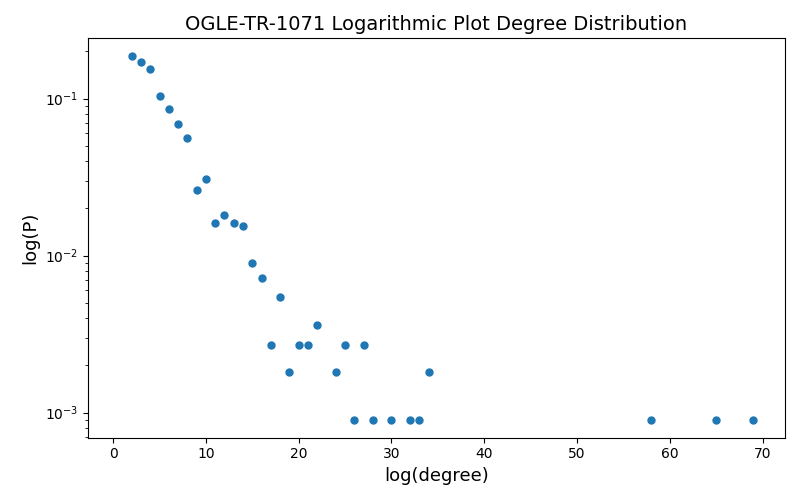 OGLE-TR-1071 Logarithmic Plot Degree Distribution
log(P)
10⁻¹
10⁻²
10⁻³
0 10 20 30 40 50 60 70
log(degree)